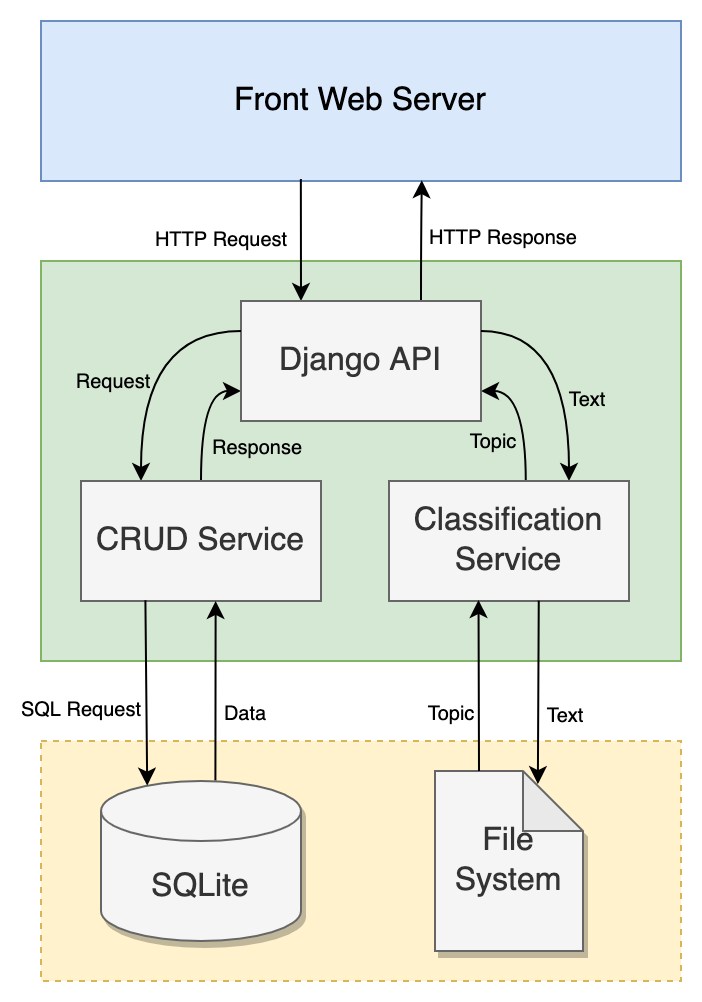 Front Web Server
HTTP Request
HTTP Response
Django API
Request
Text
Response
Topic
CRUD Service
Classification
Service
SQL Request
Data
Topic
Text
SQLite
File
System